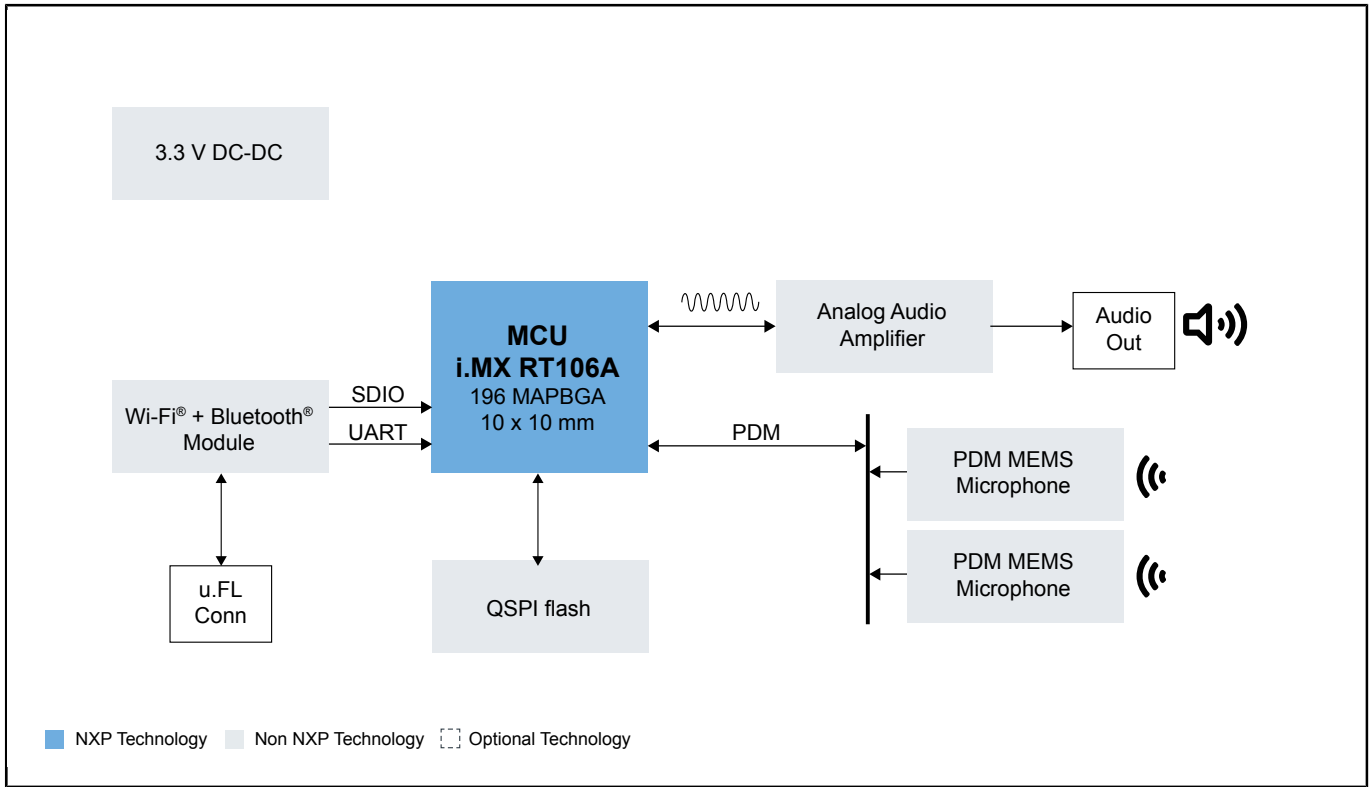 3.3 V DC-DC
MCU
i.MX RT106A
196 MAPBGA
10 x 10 mm
Analog Audio
Amplifier
Audio
Out
Wi-Fi® + Bluetooth®
Module
SDIO
UART
PDM
PDM MEMS
Microphone
PDM MEMS
Microphone
u.FL
Conn
QSPI flash
NXP Technology
Non NXP Technology
Optional Technology